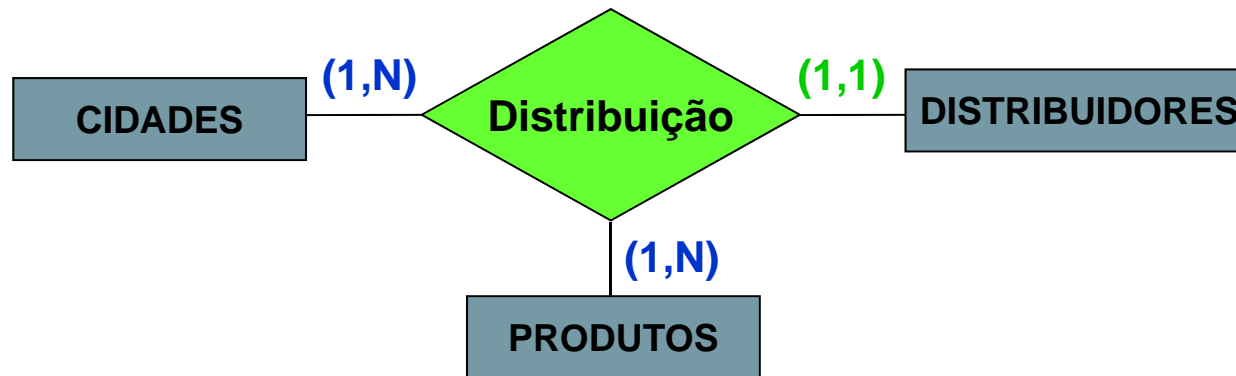 (1,N)
(1,1)
CIDADES
Distribuição
DISTRIBUIDORES
(1,N)
PRODUTOS